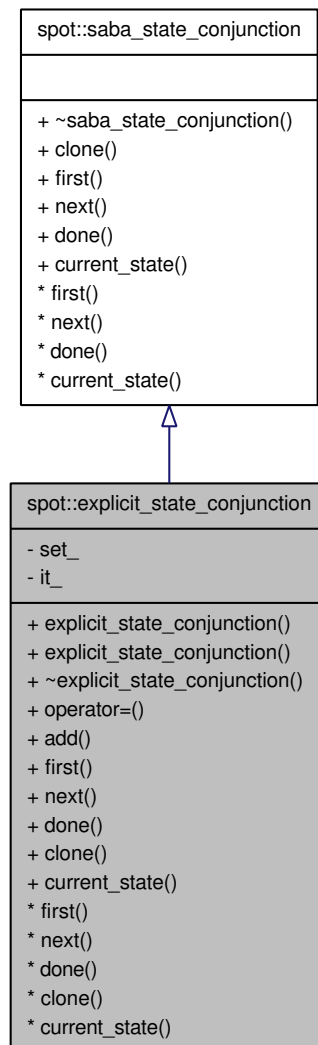 spot::saba_state_conjunction
+ ~saba_state_conjunction()
+ clone()
+ first()
+ next()
+ done()
+ current_state()
* first()
* next()
* done()
* current_state()
spot::explicit_state_conjunction
- set_
- it_
+ explicit_state_conjunction()
+ explicit_state_conjunction()
+ ~explicit_state_conjunction()
+ operator=()
+ add()
+ first()
+ next()
+ done()
+ clone()
+ current_state()
* first()
* next()
* done()
* clone()
* current_state()